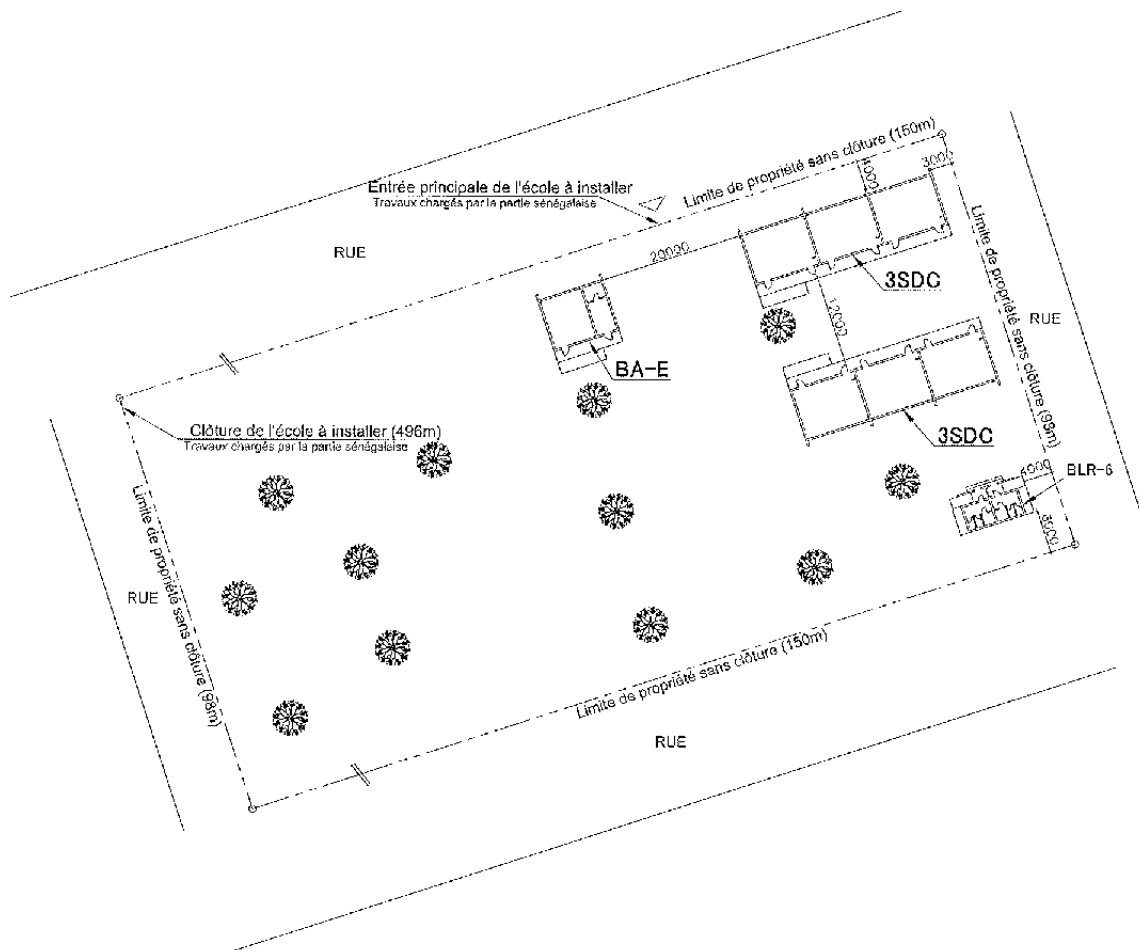 Limite de propriété sans clôture (150m)
3000
4000
Entrée principale de l'école à installer
Travaux chargés par la partie sénégalaise
RUE
20000
3SDC
12000
Limite de propriété sans clôture (98m)
RUE
BA-E
3SDC
Clôture de l'école à installer (496m)
Travaux chargés par la partie sénégalaise
4000
BLR-6
3000
Limite de propriété sans clôture (98m)
RUE
Limite de propriété sans clôture (150m)
RUE